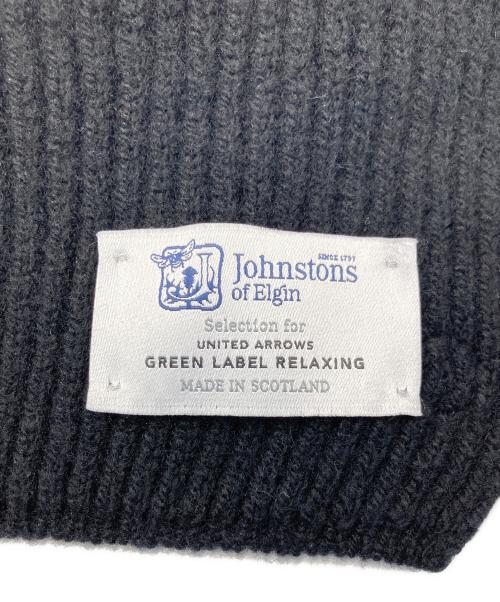 SINCE 1797
Johnstons
of Elgin
Selection for
UNITED ARROWS
GREEN LABEL RELAXING
MADE IN SCOTLAND